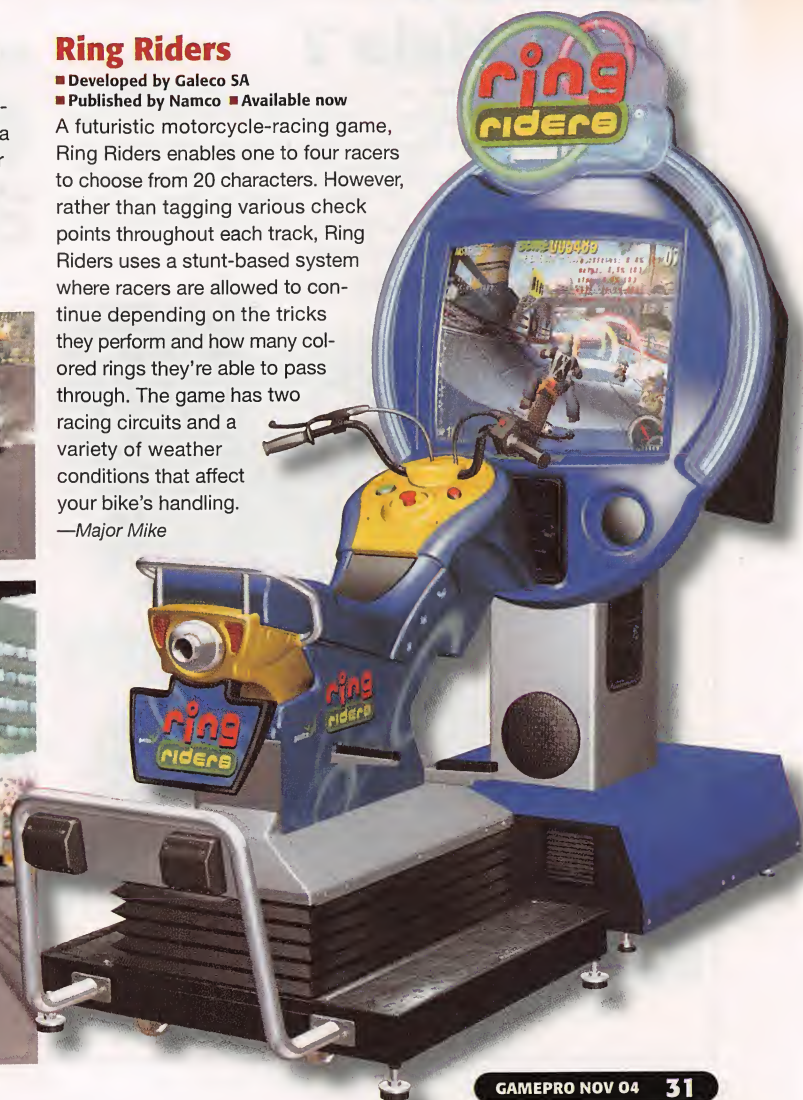 Ring Riders
■ Developed by Galeco SA
■ Published by Namco ■ Available now
A futuristic motorcycle-racing game,
Ring Riders enables one to four racers
to choose from 20 characters. However,
rather than tagging various check
points throughout each track, Ring
Riders uses a stunt-based system
where racers are allowed to con-
tinue depending on the tricks
they perform and how many col-
ored rings they're able to pass
through. The game has two
racing circuits and a
variety of weather
conditions that affect
your bike's handling.
—Major Mike
ring
riders
009489
ring
riders
ring
riders
GAMEPRO NOV 04 31